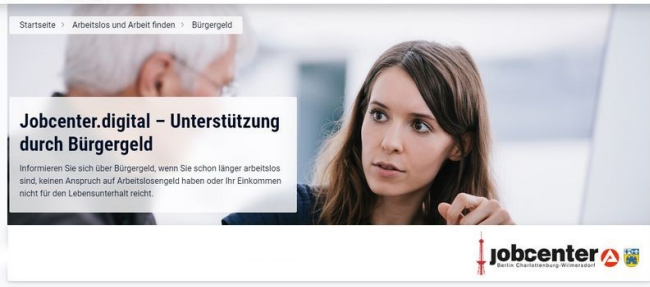 Startseite > Arbeitslos und Arbeit finden > Bürgergeld
Jobcenter.digital – Unterstützung
durch Bürgergeld
Informieren Sie sich über Bürgergeld, wenn Sie schon länger arbeitslos
sind, keinen Anspruch auf Arbeitslosengeld haben oder Ihr Einkommen
nicht für den Lebensunterhalt reicht.
jobcenter
Berlin Charlottenburg-Wilmersdorf